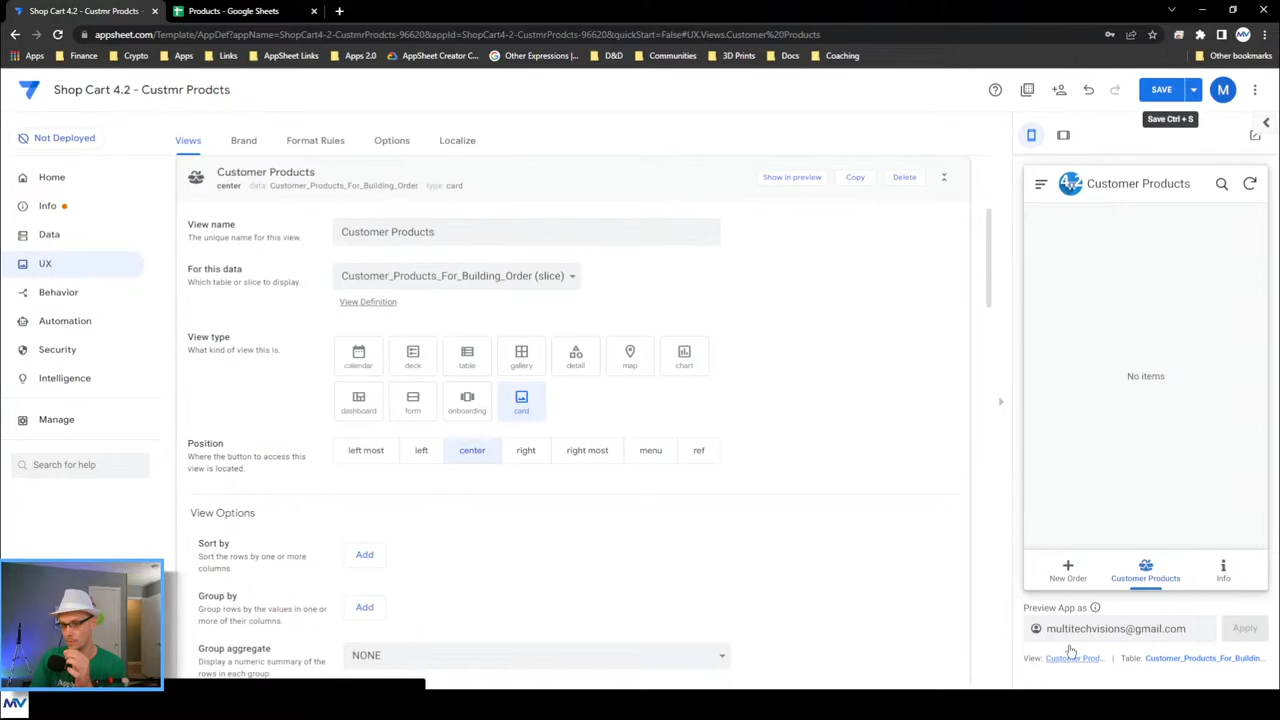 Shop Cart 4.2 - Custmr Prodcts -
Products - Google Sheets
appsheet.com/Template/AppDef?appName=ShopCart4-2-CustmrProdcts-96620&appId=ShopCart4-2-CustmrProdcts-96620&quickStart=False#UX.Views.Customer%20Products
Apps Finance Crypto Apps Links AppSheet Links Apps 2.0 AppSheet Creator C... Other Expressions |... D&D Community 3D Prints Docs Coaching Other bookmarks
Shop Cart 4.2 - Custmr Prodcts
SAVE
M
Save Ctrl + S
Not Deployed
Views Brand Format Rules Options Localize
Home
Info
Data
UX
Behavior
Automation
Security
Intelligence
Manage
Search for help
Customer Products
center data: Customer_Products_For_Building_Order type: card
Show in preview Copy Delete
View name
The unique name for this view.
Customer Products
For this data
Which table or slice to display.
Customer_Products_For_Building_Order (slice)
View Definition
View type
What kind of view this is.
calendar deck table gallery detail map chart
dashboard form onboarding card
Position
Where the button to access this
view is located.
left most left center right right most menu ref
View Options
Sort by
Sort the rows by one or more
columns.
Add
Group by
Group rows by the values in one or
more of their columns.
Add
Group aggregate
Display a numeric summary of the
rows in each group.
NONE
4.2 Customer Products
No items
New Order Customer Products Info
Preview App as
multitechvisions@gmail.com Apply
View: Customer Prod... | Table: Customer_Products_For_Buildin...
MV